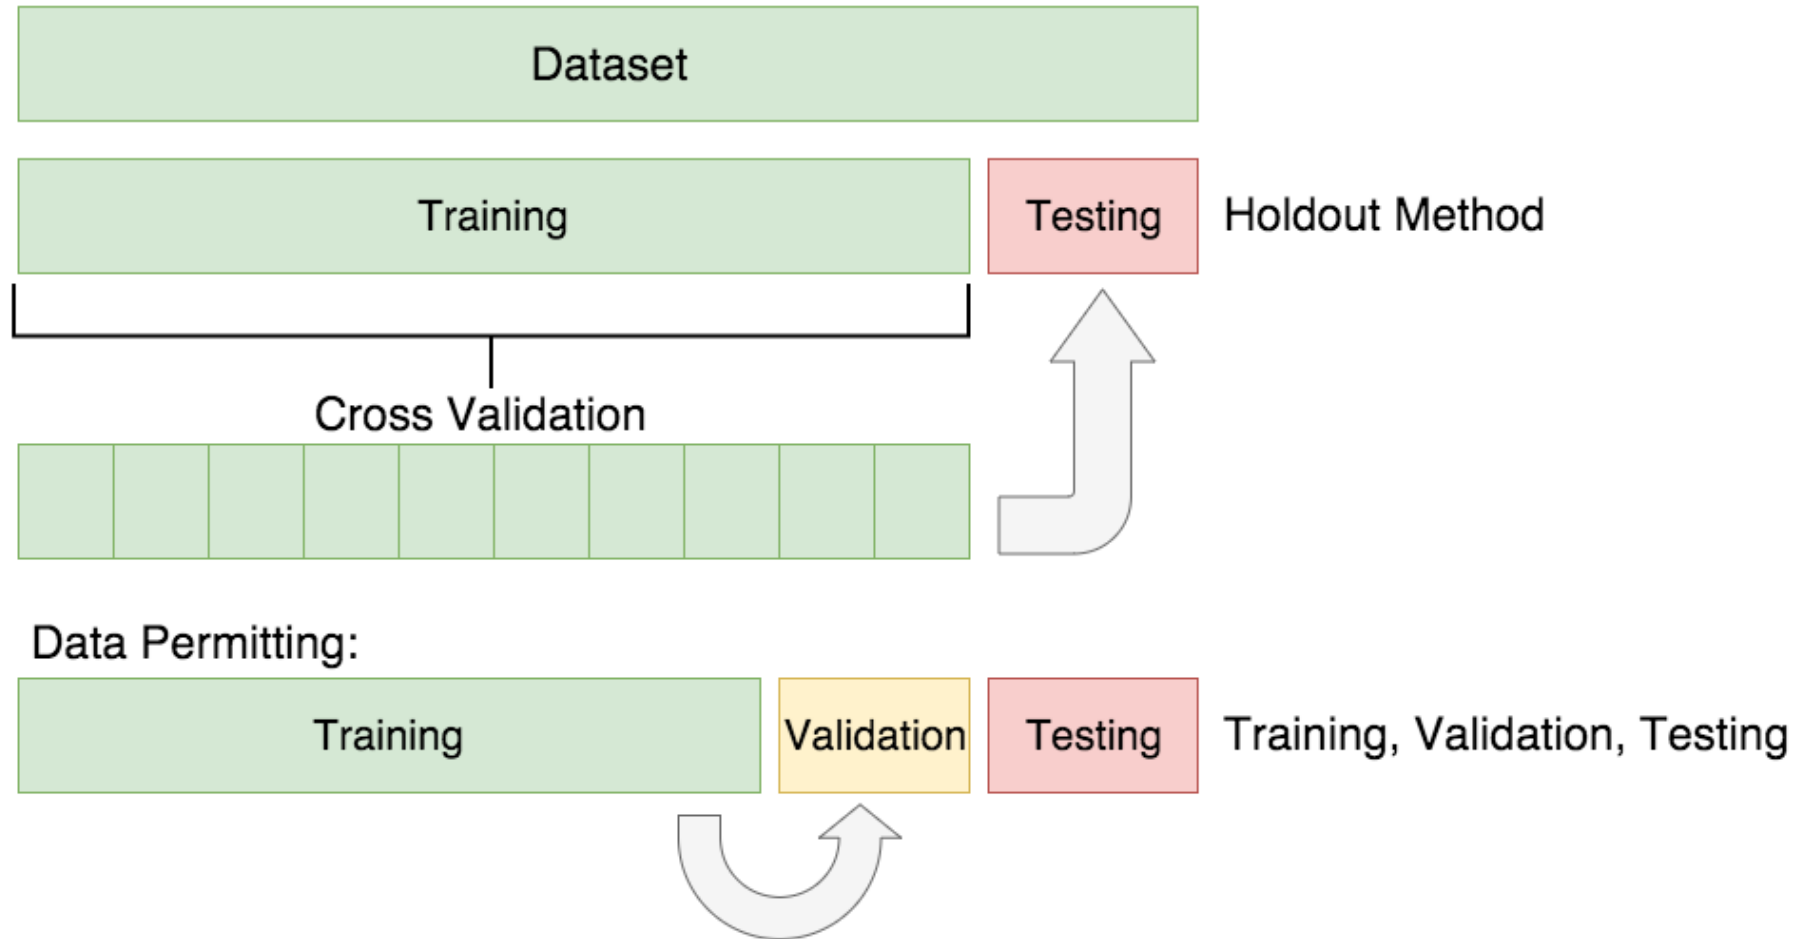 Dataset
Training
Testing
Holdout Method
Cross Validation
Data Permitting:
Training
Validation
Testing
Training, Validation, Testing